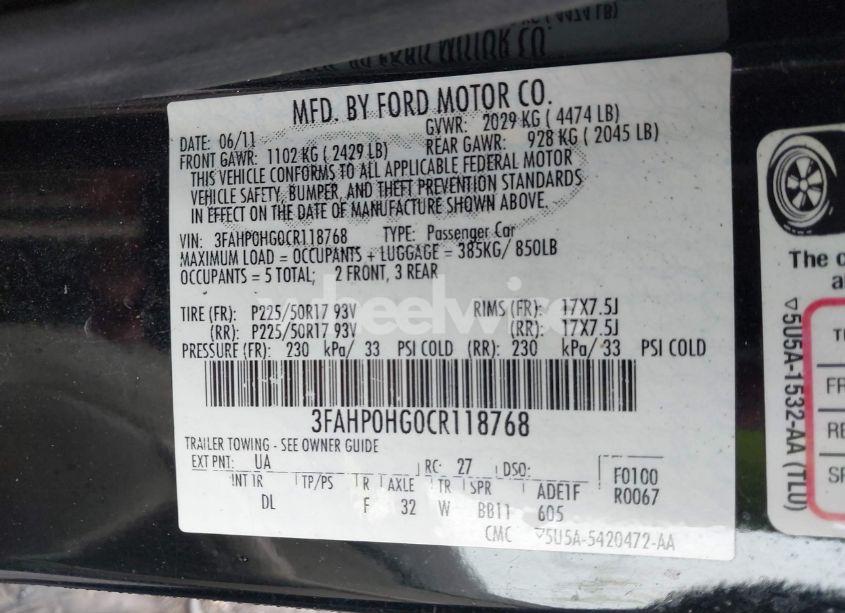 MFD. BY FORD MOTOR CO.
DATE: 06/11 GVWR: 2029 KG ( 4474 LB)
FRONT GAWR: 1102 KG ( 2429 LB) REAR GAWR: 928 KG ( 2045 LB)
THIS VEHICLE CONFORMS TO ALL APPLICABLE FEDERAL MOTOR
VEHICLE SAFETY, BUMPER, AND THEFT PREVENTION STANDARDS
IN EFFECT ON THE DATE OF MANUFACTURE SHOWN ABOVE.
VIN: 3FAHP0HG0CR118768 TYPE: Passenger Car
MAXIMUM LOAD = OCCUPANTS + LUGGAGE = 385KG/ 850LB
OCCUPANTS = 5 TOTAL; 2 FRONT, 3 REAR
wheelwise
TIRE (FR): P225/50R17 93V RIMS (FR): 17X7.5J
(RR): P225/50R17 93V (RR): 17X7.5J
PRESSURE (FR): 230 kPa/ 33 PSI COLD (RR): 230 kPa/ 33 PSI COLD
3FAHP0HG0CR118768
TRAILER TOWING - SEE OWNER GUIDE
EXT PNT: UA RC: 27 DSO: F0100
INT TR TP/PS R AXLE TR SPR ADE1F R0067
DL F 32 W BB11 605
CMC ▽5U5A-5420472-AA
▽5U5A-1532-AA (TLU)
The c
a
T
FR
RE
SP